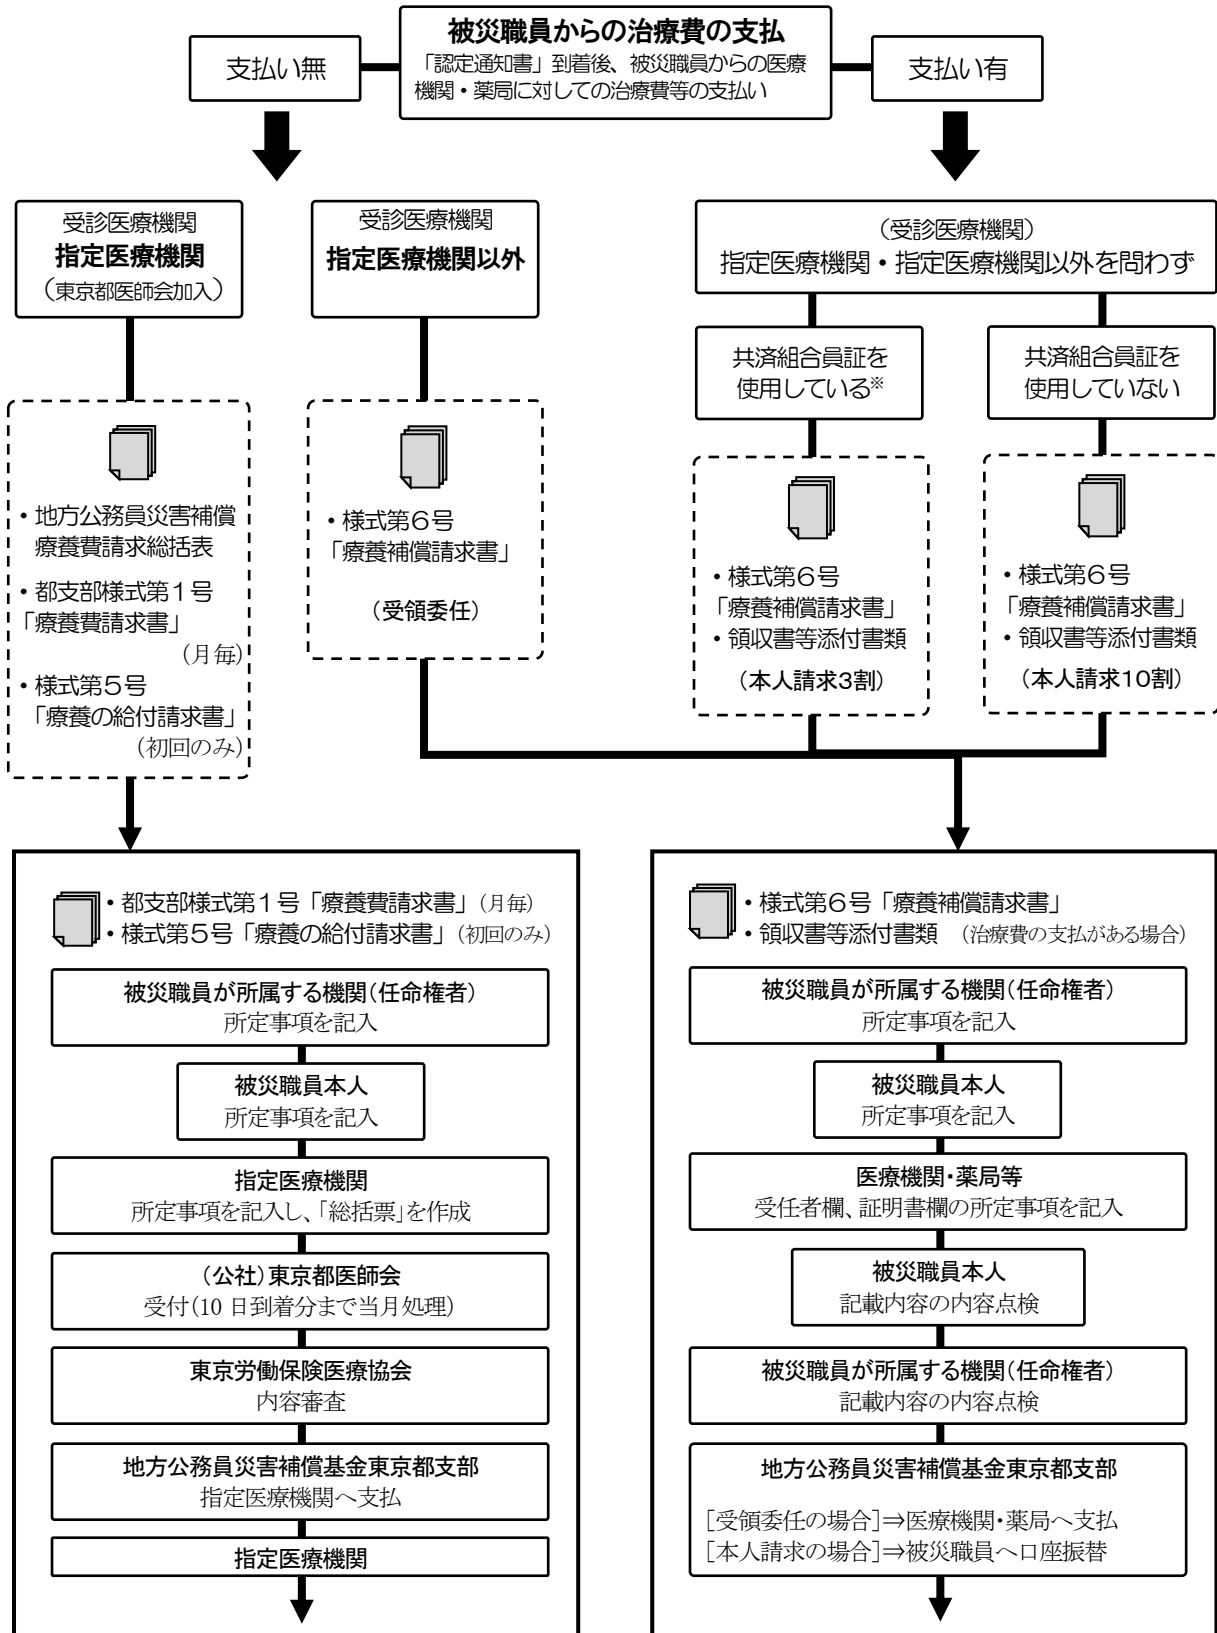 被災職員からの治療費の支払
「認定通知書」到着後、被災職員からの医療
機関・薬局に対しての治療費等の支払い
支払い無
支払い有
受診医療機関
指定医療機関
（東京都医師会加入）
受診医療機関
指定医療機関以外
（受診医療機関）
指定医療機関・指定医療機関以外を問わず
共済組合員証を
使用している※
共済組合員証を
使用していない
・地方公務員災害補償
療養費請求総括表
・都支部様式第１号
「療養費請求書」
（月毎）
・様式第５号
「療養の給付請求書」
（初回のみ）
・様式第６号
「療養補償請求書」
（受領委任）
・様式第６号
「療養補償請求書」
・領収書等添付書類
（本人請求3割）
・様式第６号
「療養補償請求書」
・領収書等添付書類
（本人請求10割）
・都支部様式第１号「療養費請求書」（月毎）
・様式第５号「療養の給付請求書」（初回のみ）
被災職員が所属する機関（任命権者）
所定事項を記入
被災職員本人
所定事項を記入
指定医療機関
所定事項を記入し、「総括票」を作成
（公社）東京都医師会
受付（10 日到着分まで当月処理）
東京労働保険医療協会
内容審査
地方公務員災害補償基金東京都支部
指定医療機関へ支払
指定医療機関
・様式第６号「療養補償請求書」
・領収書等添付書類　（治療費の支払がある場合）
被災職員が所属する機関（任命権者）
所定事項を記入
被災職員本人
所定事項を記入
医療機関・薬局等
受任者欄、証明書欄の所定事項を記入
被災職員本人
記載内容の内容点検
被災職員が所属する機関（任命権者）
記載内容の内容点検
地方公務員災害補償基金東京都支部
［受領委任の場合］⇒医療機関・薬局へ支払
［本人請求の場合］⇒被災職員へ口座振替